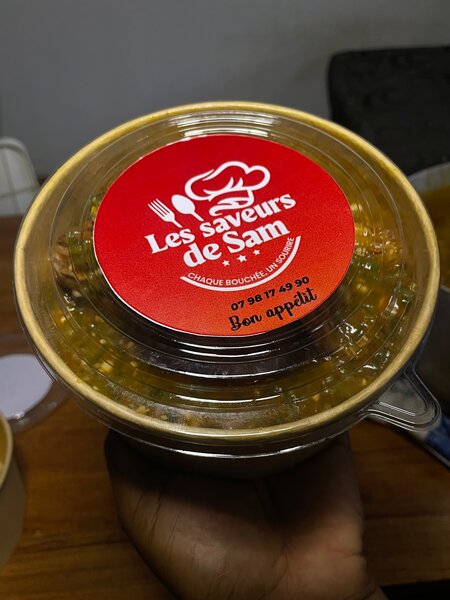 Les saveurs
de Sam
CHAQUE BOUCHÉE, UN SOURIRE
07 98 17 49 90
Bon appétit